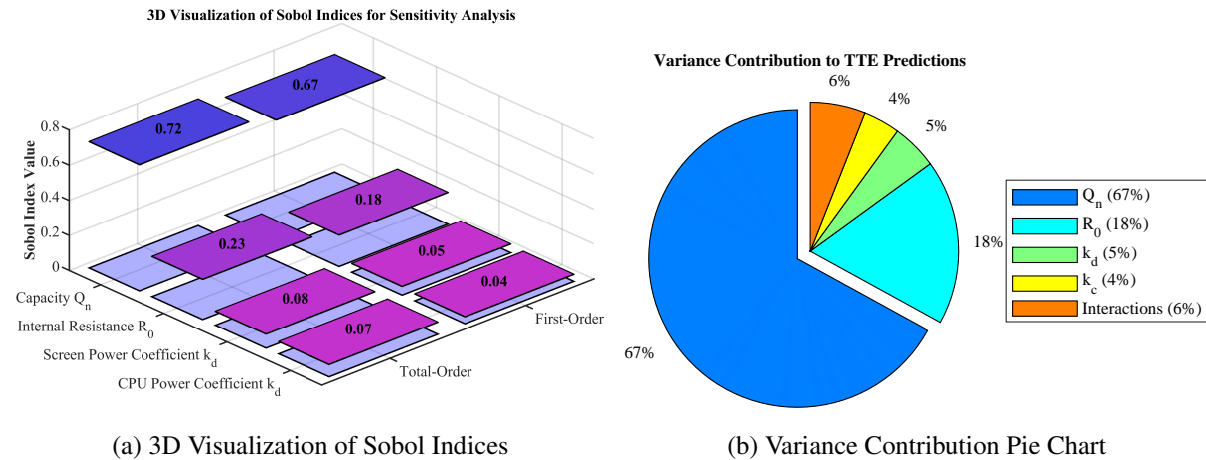 3D Visualization of Sobol Indices for Sensitivity Analysis
0.67
0.72
0.8
0.6
0.4
0.2
0
Sobol Index Value
0.18
0.23
0.05
0.04
0.08
0.07
Capacity Q_n
Internal Resistance R_0
Screen Power Coefficient k_d
CPU Power Coefficient k_d
First-Order
Total-Order
(a) 3D Visualization of Sobol Indices
Variance Contribution to TTE Predictions
6%
4%
5%
18%
67%
Q_n (67%)
R_0 (18%)
k_d (5%)
k_c (4%)
Interactions (6%)
(b) Variance Contribution Pie Chart